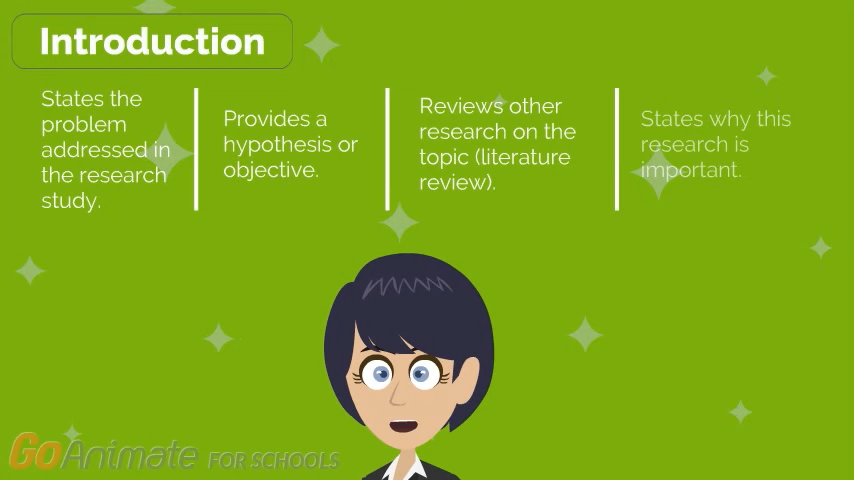 Introduction
States the
problem
addressed in
the research
study.
Provides a
hypothesis or
objective.
Reviews other
research on the
topic (literature
review).
States why this
research is
important.
GoAnimate FOR SCHOOLS